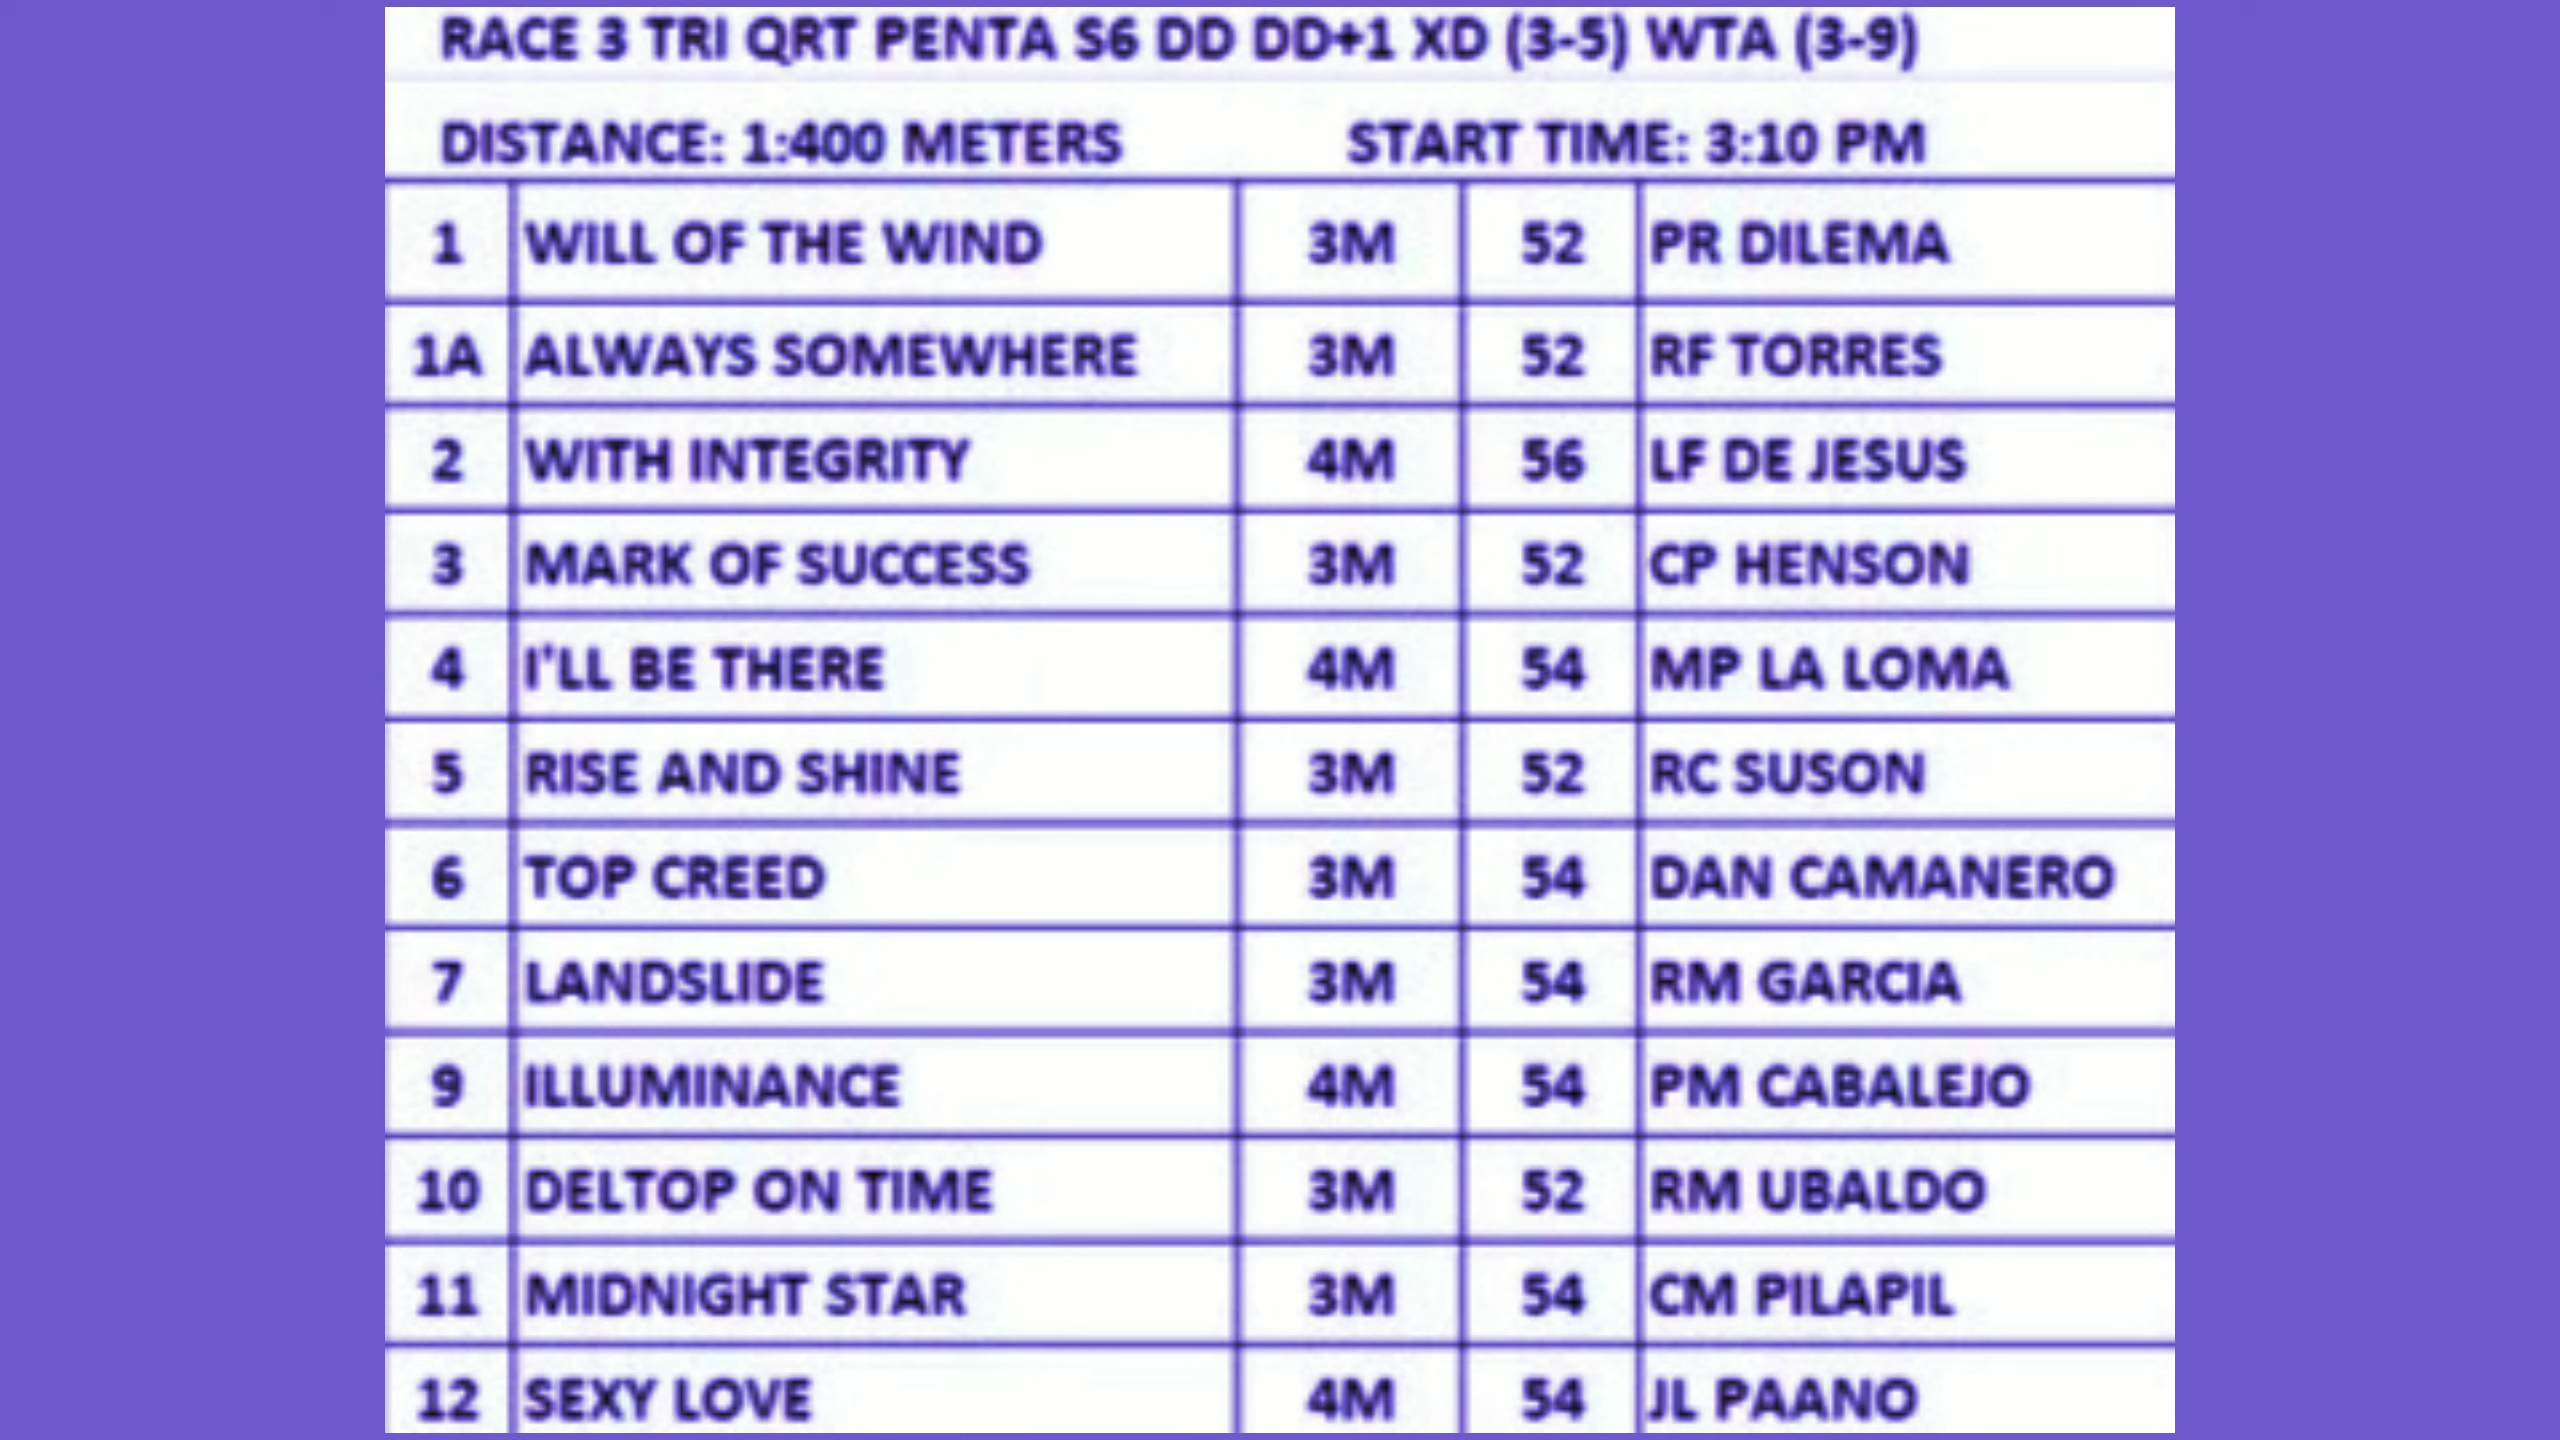 RACE 3 TRI QRT PENTA S6 DD DD+1 XD (3-5) WTA (3-9)
DISTANCE: 1:400 METERS START TIME: 3:10 PM
1 WILL OF THE WIND 3M 52 PR DILEMA
1A ALWAYS SOMEWHERE 3M 52 RF TORRES
2 WITH INTEGRITY 4M 56 LF DE JESUS
3 MARK OF SUCCESS 3M 52 CP HENSON
4 I'LL BE THERE 4M 54 MP LA LOMA
5 RISE AND SHINE 3M 52 RC SUSON
6 TOP CREED 3M 54 DAN CAMANERO
7 LANDSLIDE 3M 54 RM GARCIA
9 ILLUMINANCE 4M 54 PM CABALEJO
10 DELTOP ON TIME 3M 52 RM UBALDO
11 MIDNIGHT STAR 3M 54 CM PILAPIL
12 SEXY LOVE 4M 54 JL PAANO